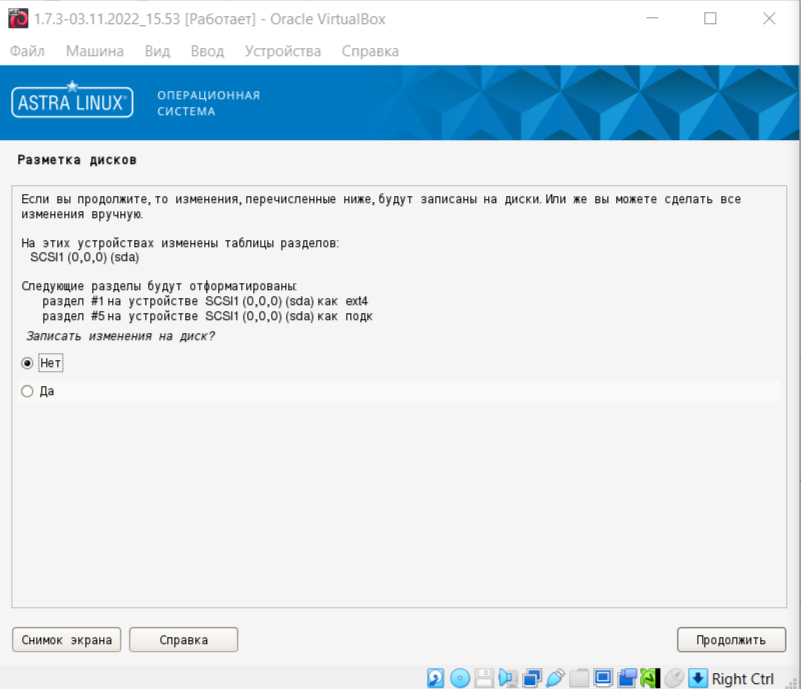 1.7.3-03.11.2022_15.53 [Работает] - Oracle VirtualBox
Файл Машина Вид Ввод Устройства Справка
ASTRA LINUX® ОПЕРАЦИОННАЯ
СИСТЕМА
Разметка дисков
Если вы продолжите, то изменения, перечисленные ниже, будут записаны на диски. Или же вы можете сделать все
изменения вручную.
На этих устройствах изменены таблицы разделов:
SCSI1 (0,0,0) (sda)
Следующие разделы будут отформатированы:
раздел #1 на устройстве SCSI1 (0,0,0) (sda) как ext4
раздел #5 на устройстве SCSI1 (0,0,0) (sda) как подк
Записать изменения на диск?
Нет
Да
Снимок экрана Справка Продолжить
Right Ctrl